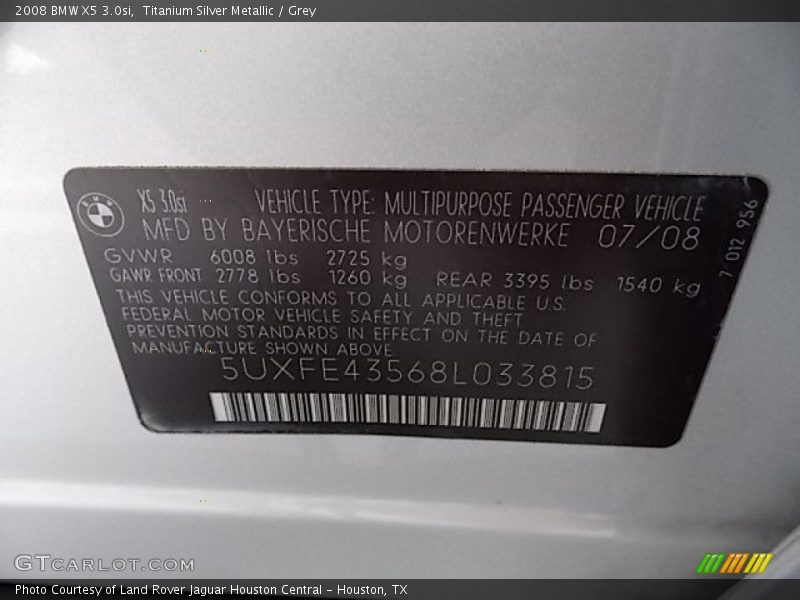 2008 BMW X5 3.0si, Titanium Silver Metallic / Grey
BMW
X5 3.0si VEHICLE TYPE: MULTIPURPOSE PASSENGER VEHICLE
MFD BY BAYERISCHE MOTORENWERKE 07/08
GVWR 6008 lbs 2725 kg
GAWR FRONT 2778 lbs 1260 kg REAR 3395 lbs 1540 kg
THIS VEHICLE CONFORMS TO ALL APPLICABLE U.S.
FEDERAL MOTOR VEHICLE SAFETY AND THEFT
PREVENTION STANDARDS IN EFFECT ON THE DATE OF
MANUFACTURE SHOWN ABOVE.
5UXFE43568L033815
7 012 956
GTCARLOT.COM
Photo Courtesy of Land Rover Jaguar Houston Central - Houston, TX